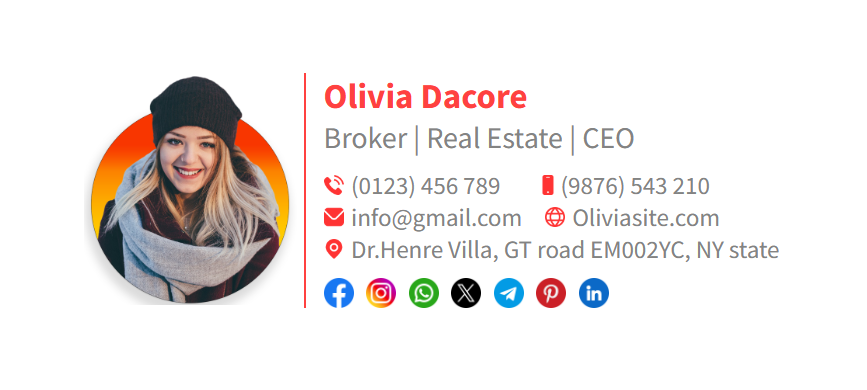 Olivia Dacore
Broker | Real Estate | CEO
(0123) 456 789 (9876) 543 210
info@gmail.com Oliviasite.com
Dr.Henre Villa, GT road EM002YC, NY state